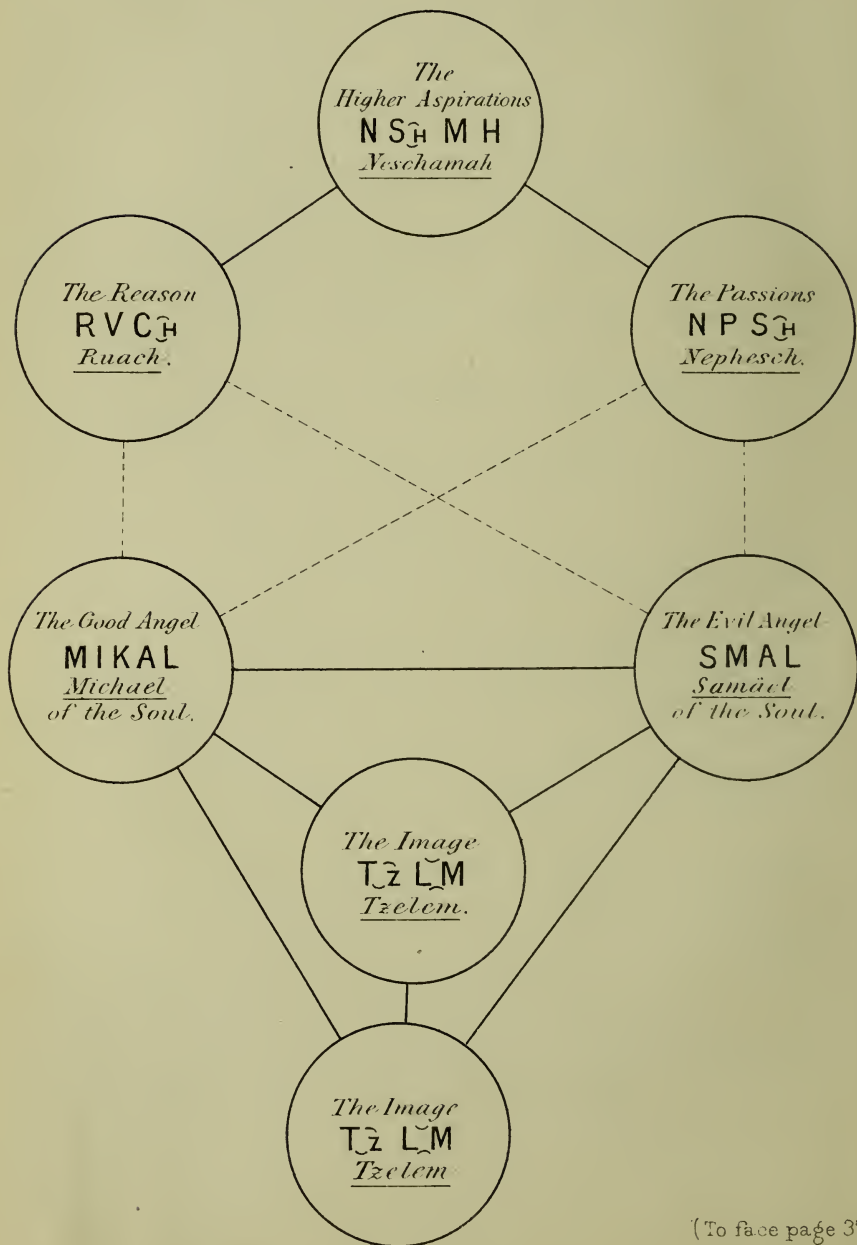 The
Higher Aspirations
NSH MH
Neschamah
The Reason
RVCH
Ruach.
The Passions
NPSH
Nephesch.
The Good Angel
MIKAL
Michael
of the Soul.
The Evil Angel
SMAL
Samäel
of the Soul.
The Image
TZ LM
Tzelem.
The Image
TZ LM
Tzelem
(To face page